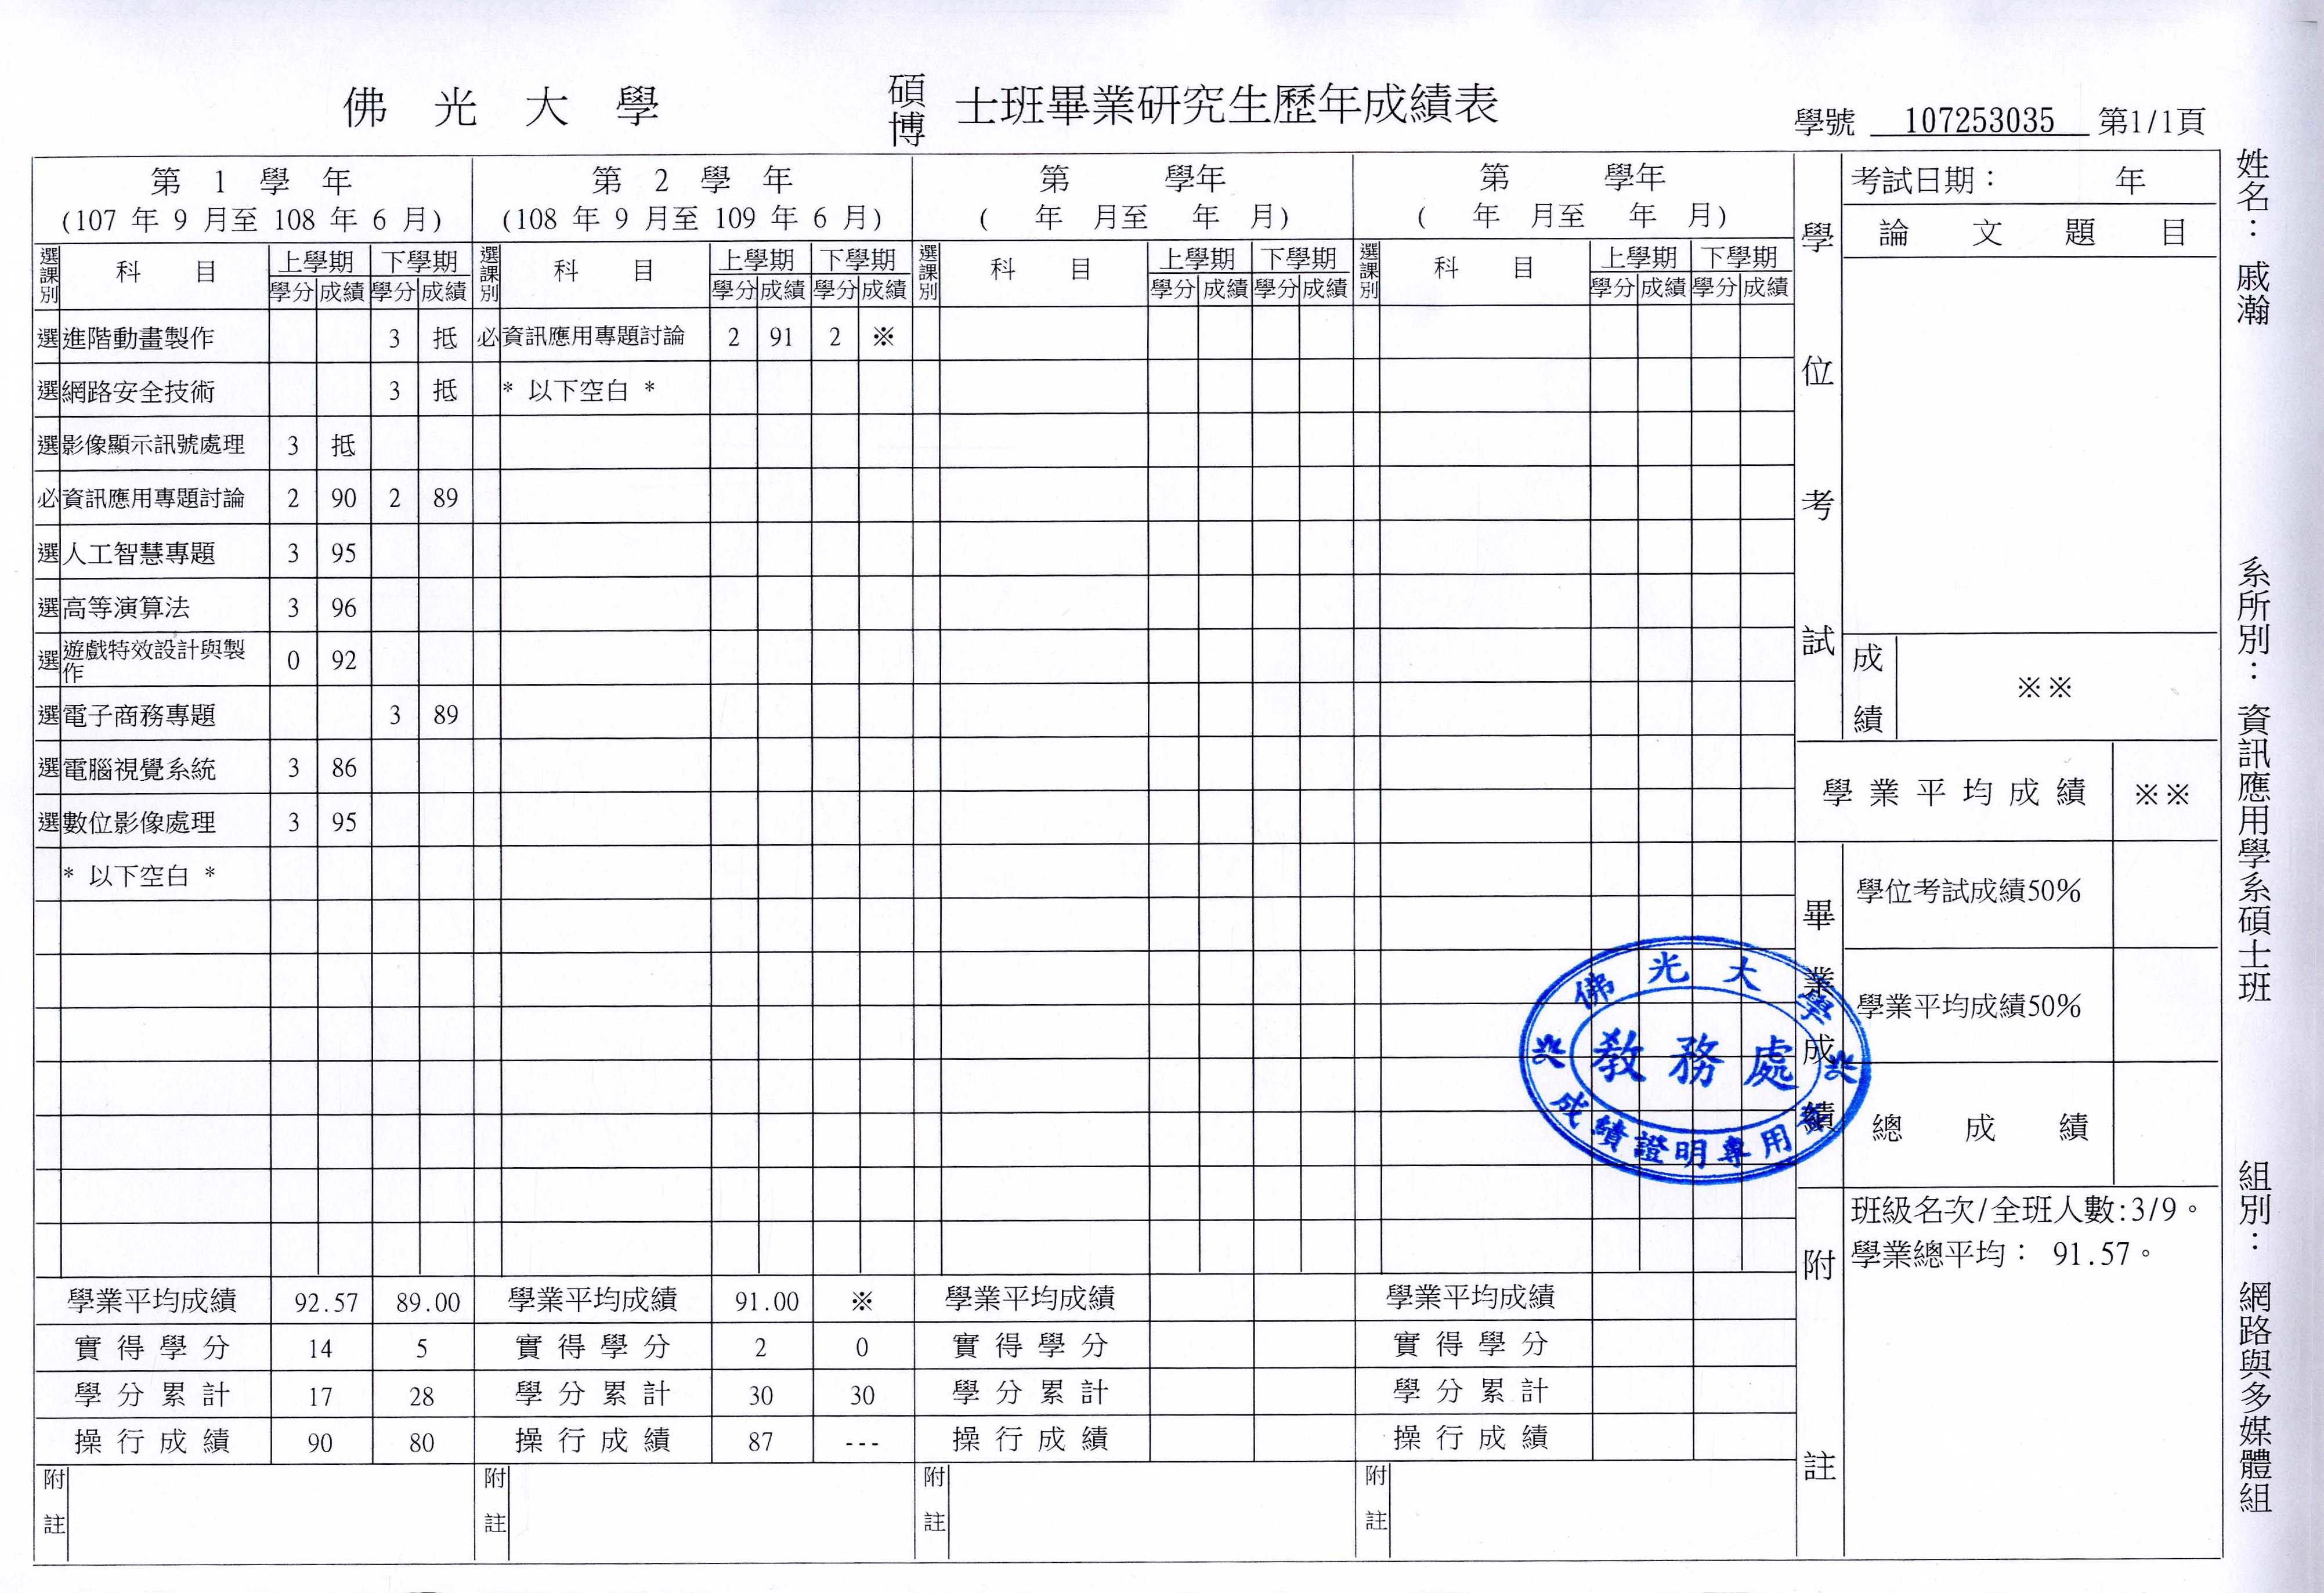 佛光大學 碩博 士班畢業研究生歷年成績表
學號 107253035 第1/1頁
第 1 學 年
(107 年 9 月至 108 年 6 月)
選課別 科 目 上學期 下學期
學分 成績 學分 成績
選 進階動畫製作 3 抵
選 網路安全技術 3 抵
選 影像顯示訊號處理 3 抵
必 資訊應用專題討論 2 90 2 89
選 人工智慧專題 3 95
選 高等演算法 3 96
選 遊戲特效設計與製
作 0 92
選 電子商務專題 3 89
選 電腦視覺系統 3 86
選 數位影像處理 3 95
* 以下空白 *
學業平均成績 92.57 89.00
實得學分 14 5
學分累計 17 28
操行成績 90 80
附註
第 2 學 年
(108 年 9 月至 109 年 6 月)
選課別 科 目 上學期 下學期
學分 成績 學分 成績
必 資訊應用專題討論 2 91 2 ※
* 以下空白 *
學業平均成績 91.00 ※
實得學分 2 0
學分累計 30 30
操行成績 87 ---
附註
第 學年
( 年 月至 年 月)
選課別 科 目 上學期 下學期
學分 成績 學分 成績
學業平均成績
實得學分
學分累計
操行成績
附註
第 學年
( 年 月至 年 月)
選課別 科 目 上學期 下學期
學分 成績 學分 成績
學業平均成績
實得學分
學分累計
操行成績
附註
學位考試
考試日期： 年
論文題目
成績 ※※
學業平均成績 ※※
畢業成績
學位考試成績50%
學業平均成績50%
總成績
附註
班級名次/全班人數:3/9。
學業總平均： 91.57。
佛光大學
教務處
成績證明專用章
姓名：戚瀚
系所別：資訊應用學系碩士班
組別：網路與多媒體組